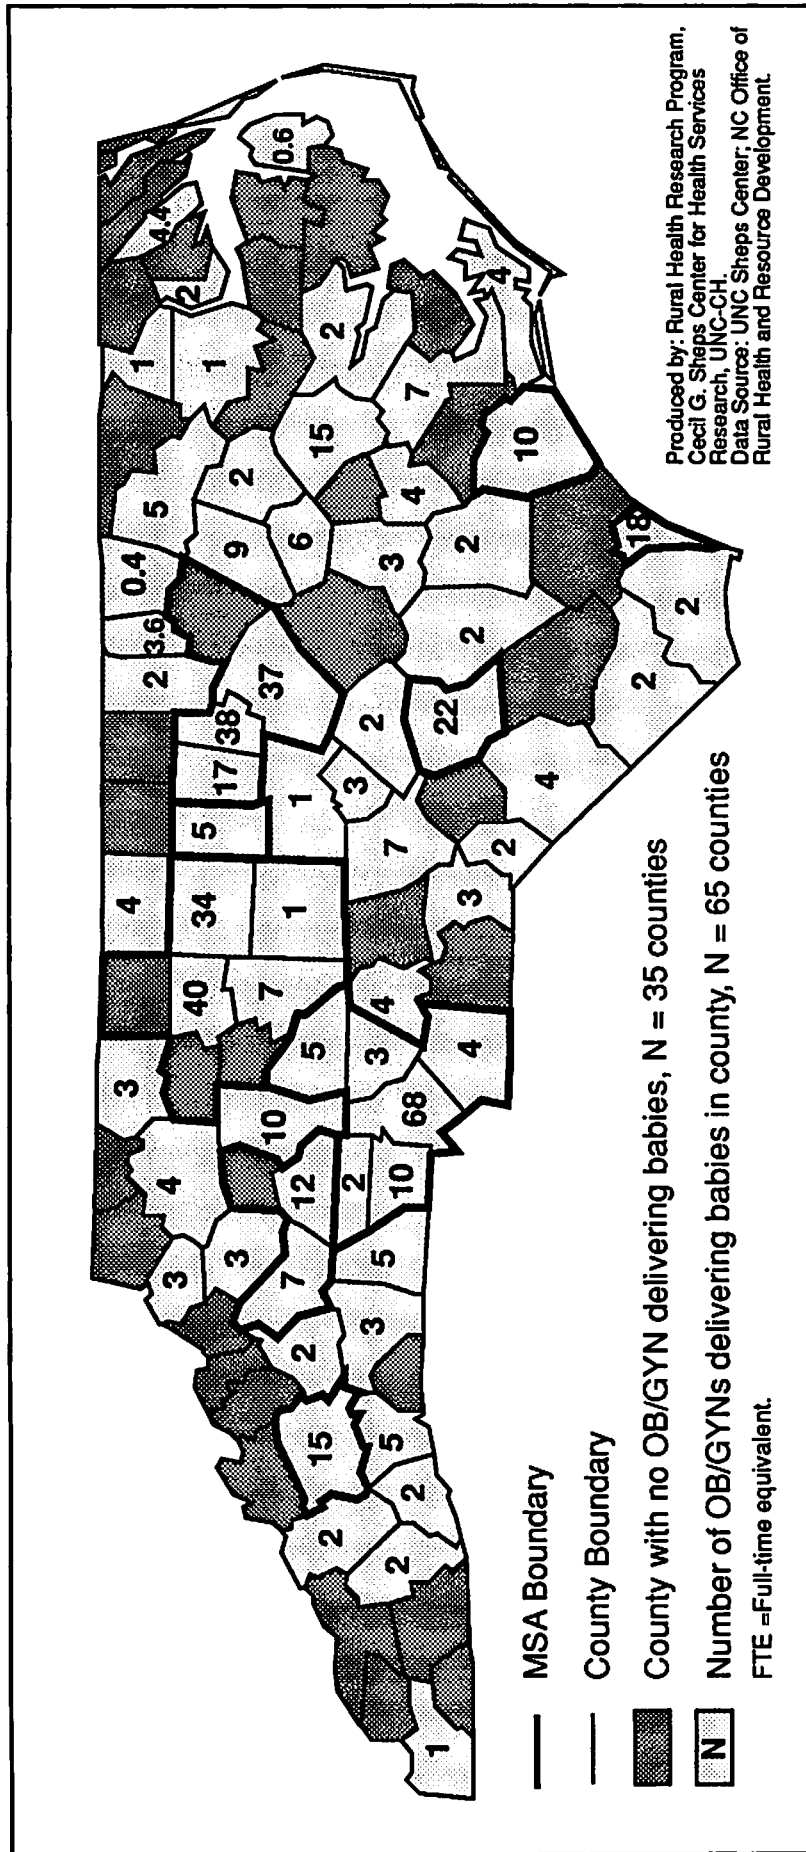 3 4 2 3.6 0.4 5 1 4.4
3 4 40 34 5 17 38 1 2
3 9 2
7 10 7 1 1 37 6 0.6
2 12 5 15 2
15 2 3 2
2 3 5 10 3 4 7 3 4 7
2 5 68 22 2 2 4
1 2 4 3 2 10
4 18
2 2
MSA Boundary
County Boundary
County with no OB/GYN delivering babies, N = 35 counties
N Number of OB/GYNs delivering babies in county, N = 65 counties
FTE =Full-time equivalent.
Produced by: Rural Health Research Program,
Cecil G. Sheps Center for Health Services
Research, UNC-CH.
Data Source: UNC Sheps Center; NC Office of
Rural Health and Resource Development.